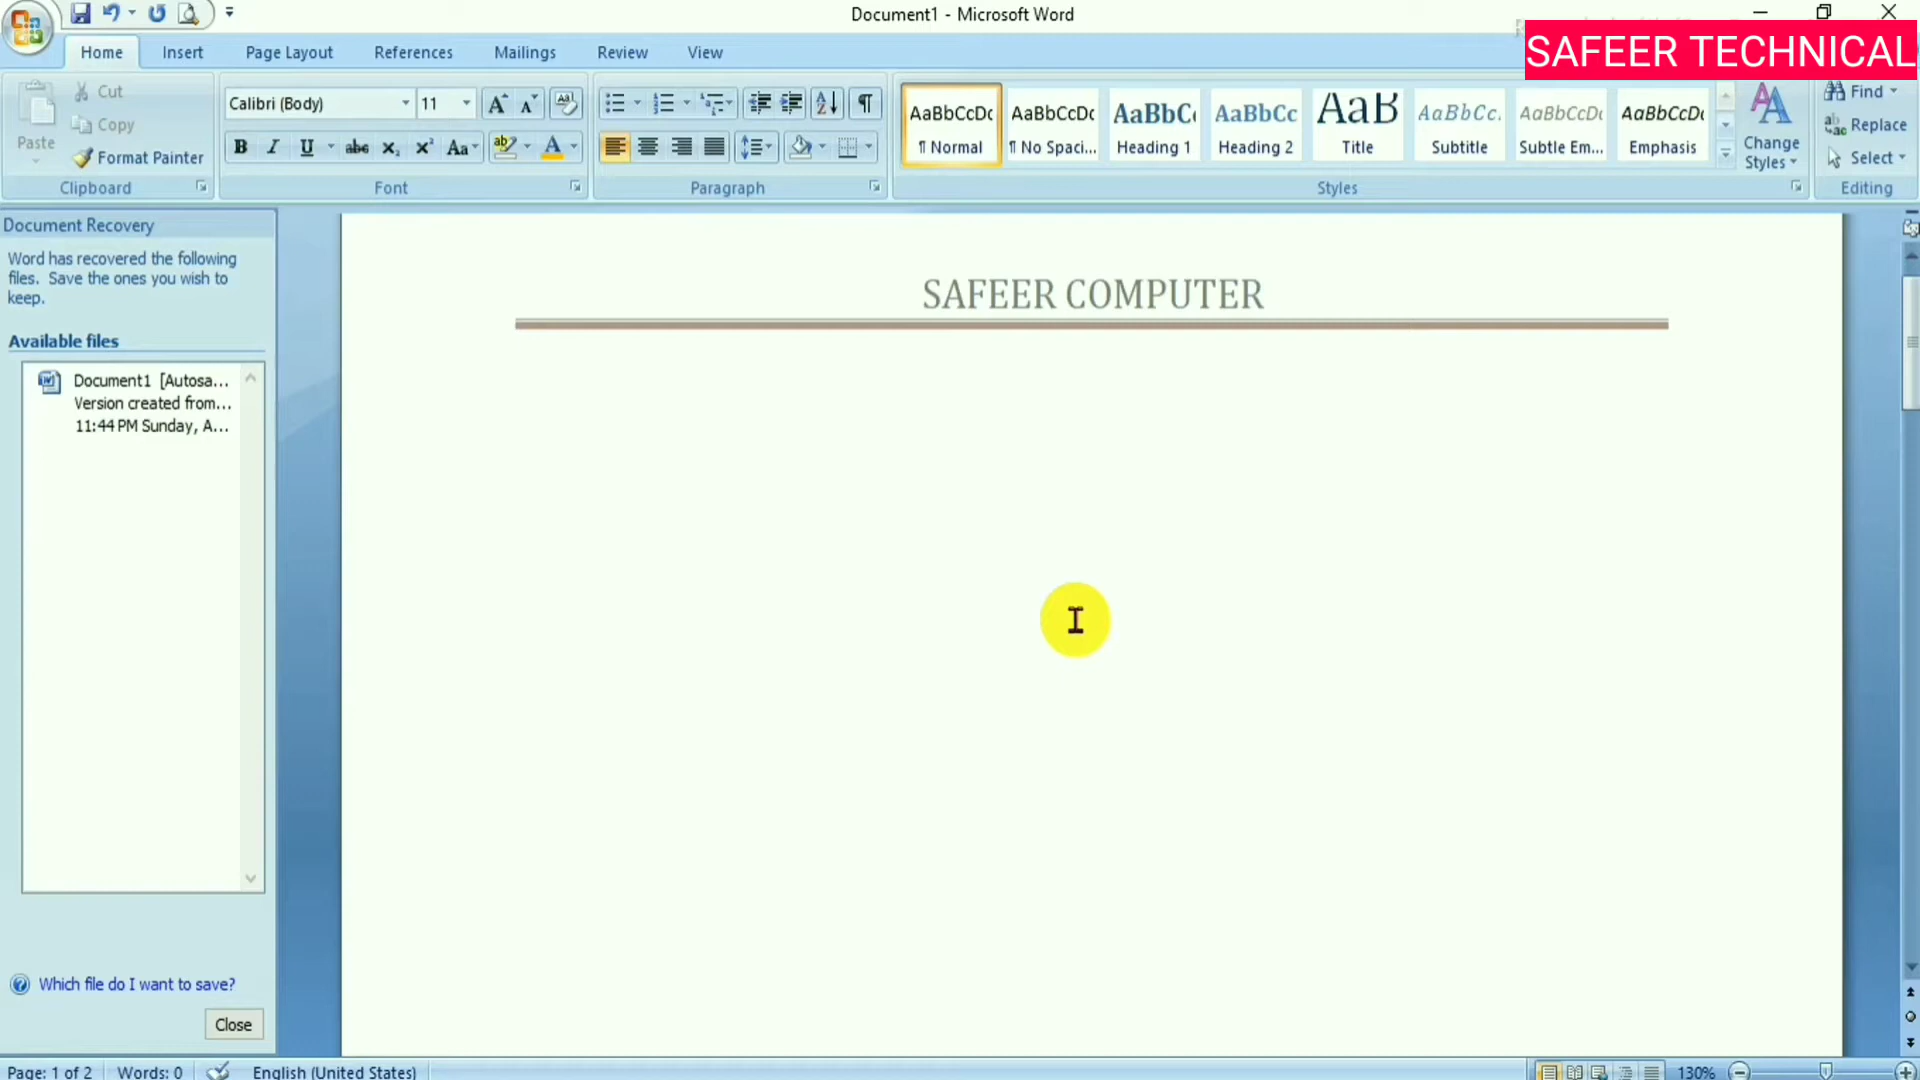 Document1 - Microsoft Word
SAFEER TECHNICAL
Home Insert Page Layout References Mailings Review View
Paste
Cut
Copy
Format Painter
Clipboard
Calibri (Body) 11
B I U abc X₂ X² Aa ab A
Font
Paragraph
AaBbCcDc AaBbCcDc AaBbC AaBbCc AaB AaBbCc. AaBbCcDc AaBbCcDc
¶ Normal ¶ No Spaci... Heading 1 Heading 2 Title Subtitle Subtle Em... Emphasis
Change
Styles
Styles
Find
Replace
Select
Editing
Document Recovery
Word has recovered the following
files. Save the ones you wish to
keep.
Available files
Document1 [Autosa...
Version created from...
11:44 PM Sunday, A...
Which file do I want to save?
Close
SAFEER COMPUTER
Page: 1 of 2 Words: 0 English (United States) 130%